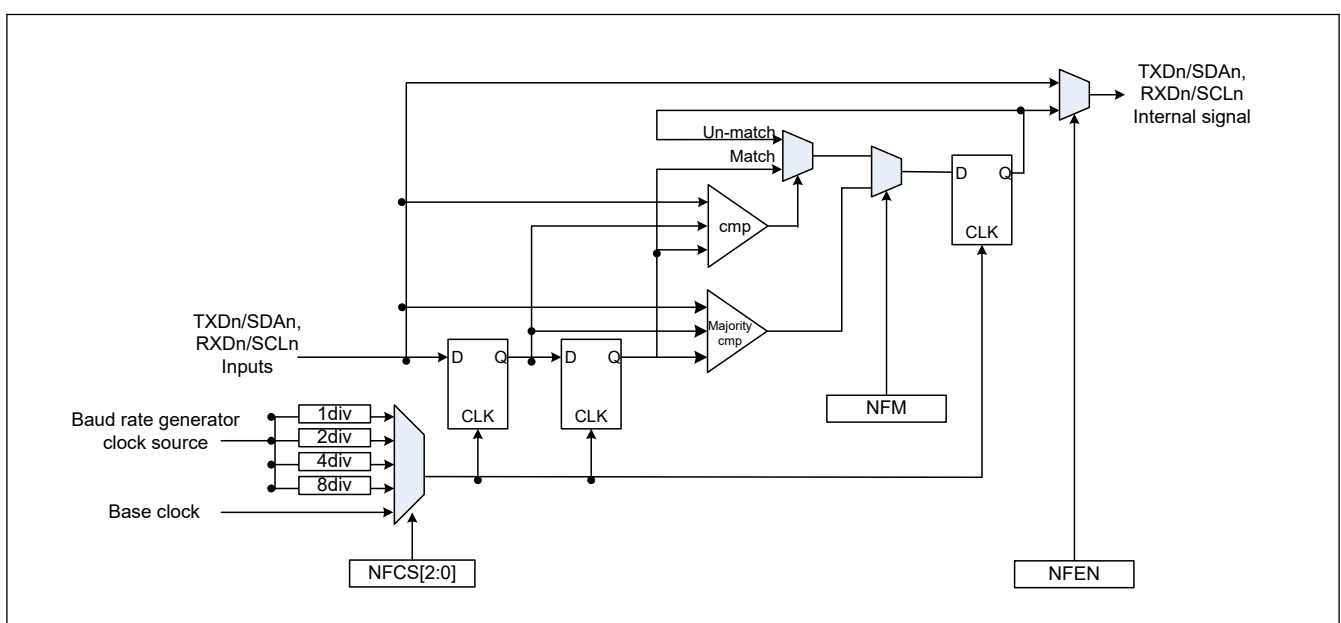 TXDn/SDAn,
RXDn/SCLn
Internal signal
Un-match
Match
D
Q
CLK
cmp
Majority
cmp
TXDn/SDAn,
RXDn/SCLn
Inputs
D
Q
CLK
D
Q
CLK
NFM
Baud rate generator
clock source
1div
2div
4div
8div
Base clock
NFCS[2:0]
NFEN